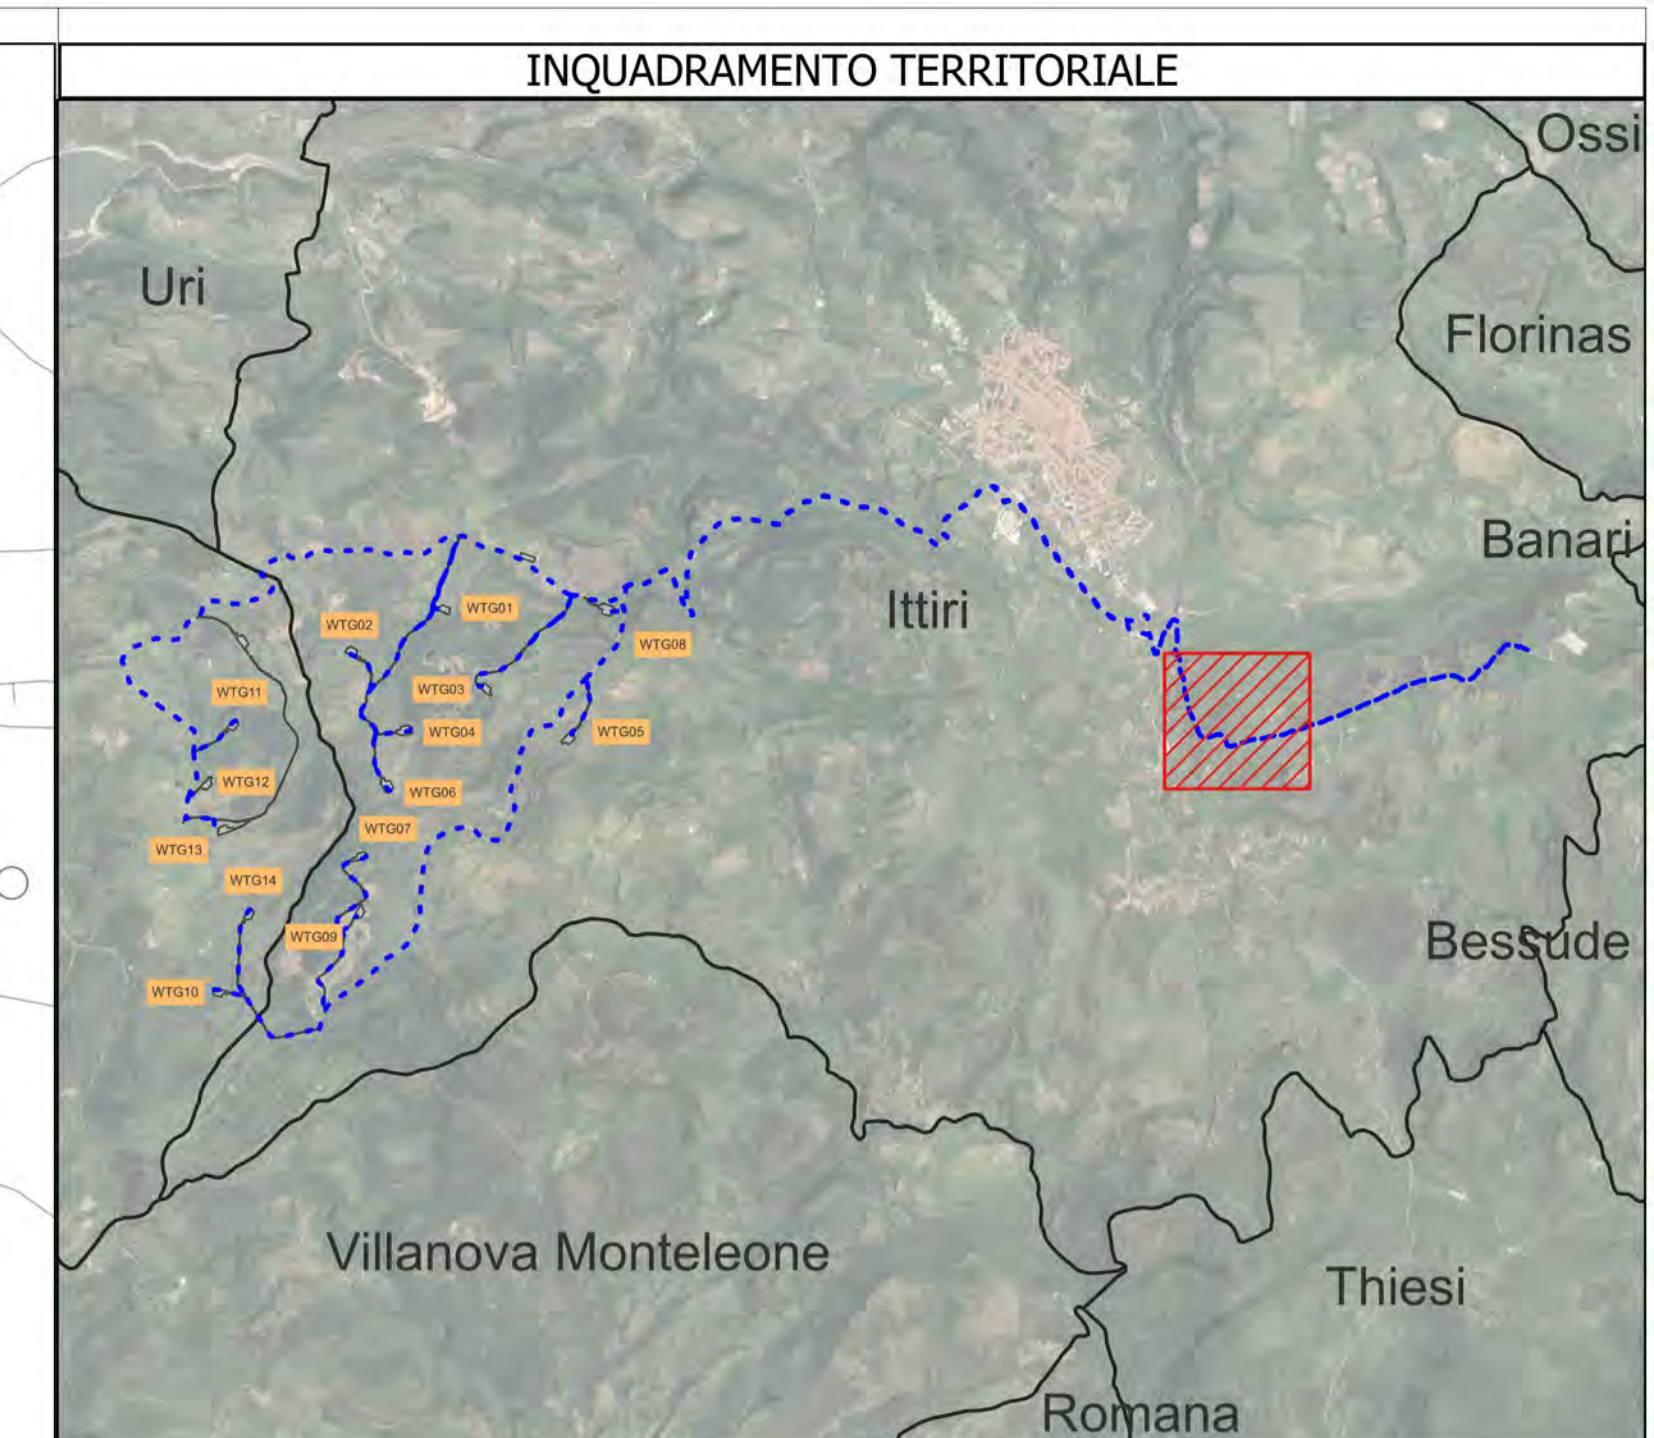 INQUADRAMENTO TERRITORIALE
Ossi
Uri
Florinas
Banari
Ittiri
WTG01
WTG02
WTG08
WTG03
WTG11
WTG04
WTG05
WTG12
WTG06
WTG07
WTG13
WTG14
WTG09
Bessude
WTG10
Villanova Monteleone
Thiesi
Romana